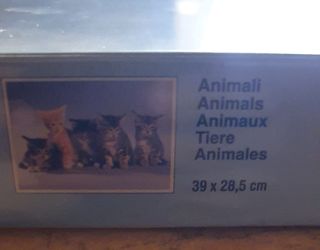 Animali
Animals
Animaux
Tiere
Animales
39 x 28,5 cm